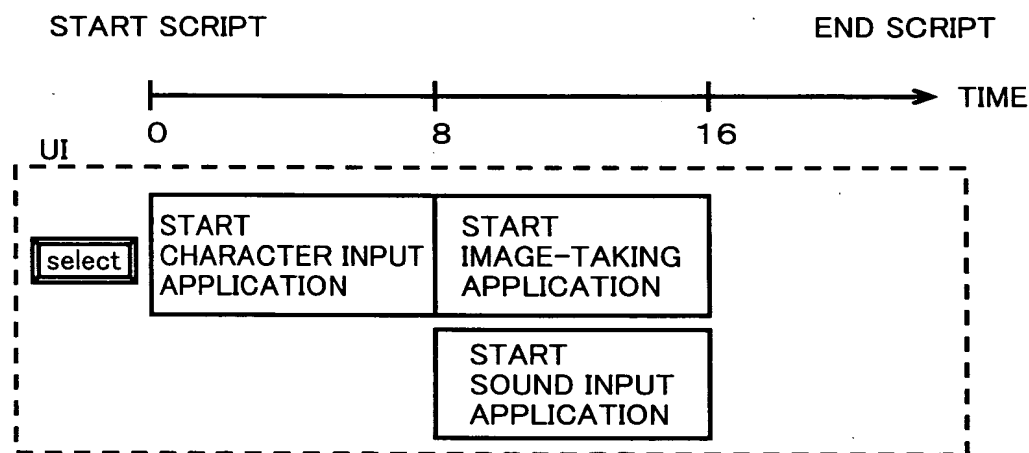 START SCRIPT
END SCRIPT
TIME
0
8
16
UI
select
START
CHARACTER INPUT
APPLICATION
START
IMAGE-TAKING
APPLICATION
START
SOUND INPUT
APPLICATION